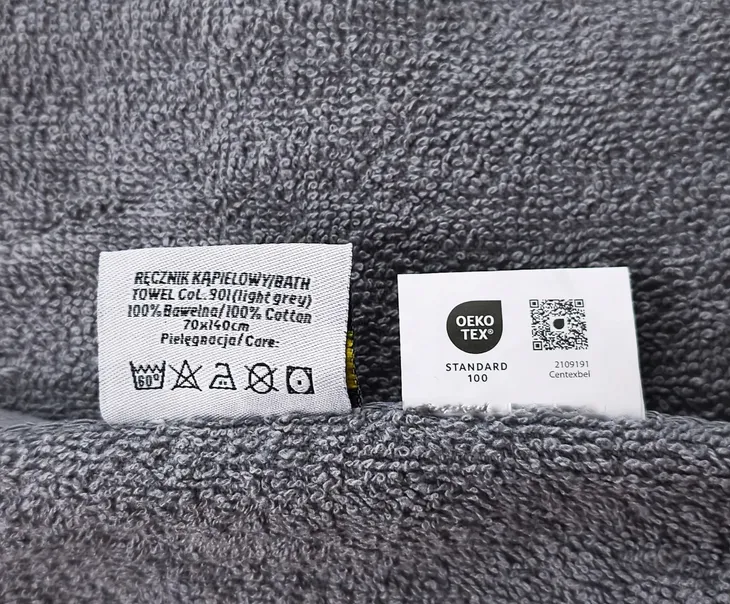 RĘCZNIK KĄPIELOWY/BATH
TOWEL CoL.901(light grey)
100% Bawełna/100% Cotton
70x140cm
Pielęgnacja/Care:
60°
OEKO
TEX®
STANDARD
100
2109191
Centexbel